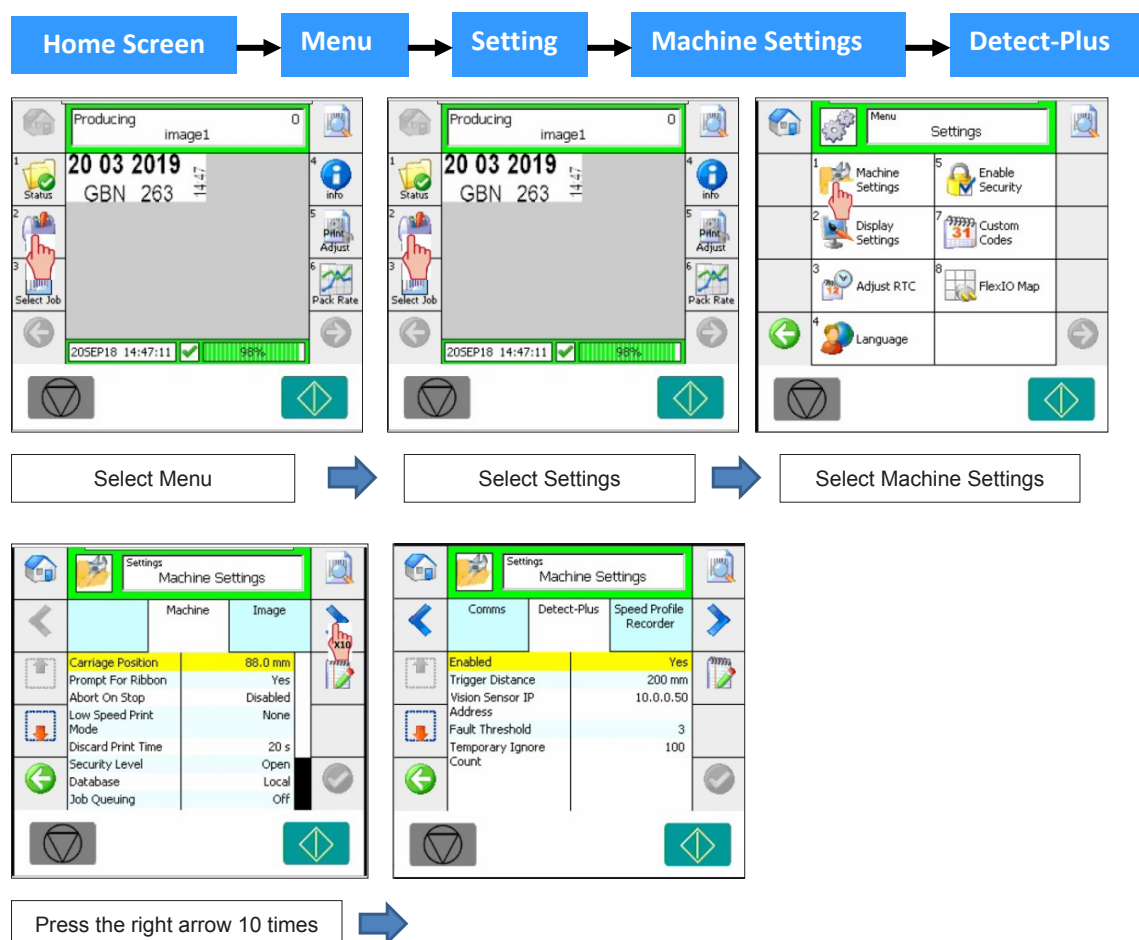 Home Screen
Menu
Setting
Machine Settings
Detect-Plus
Producing 0
image1
1
Status
2
3
Select Job
20 03 2019 14:47
GBN 263
4
info
5
Print Adjust
6
Pack Rate
20SEP18 14:47:11
98%
Producing 0
image1
1
Status
2
3
Select Job
20 03 2019 14:47
GBN 263
4
info
5
Print Adjust
6
Pack Rate
20SEP18 14:47:11
98%
Menu
Settings
1 Machine
Settings
5 Enable
Security
2 Display
Settings
7 31 Custom
Codes
3 12 Adjust RTC
8 FlexIO Map
4 Language
Select Menu
Select Settings
Select Machine Settings
Settings
Machine Settings
Machine
Image
X10
Carriage Position 88.0 mm
Prompt For Ribbon Yes
Abort On Stop Disabled
Low Speed Print None
Mode
Discard Print Time 20 s
Security Level Open
Database Local
Job Queuing Off
Settings
Machine Settings
Comms
Detect-Plus
Speed Profile
Recorder
Enabled Yes
Trigger Distance 200 mm
Vision Sensor IP 10.0.0.50
Address
Fault Threshold 3
Temporary Ignore 100
Count
Press the right arrow 10 times